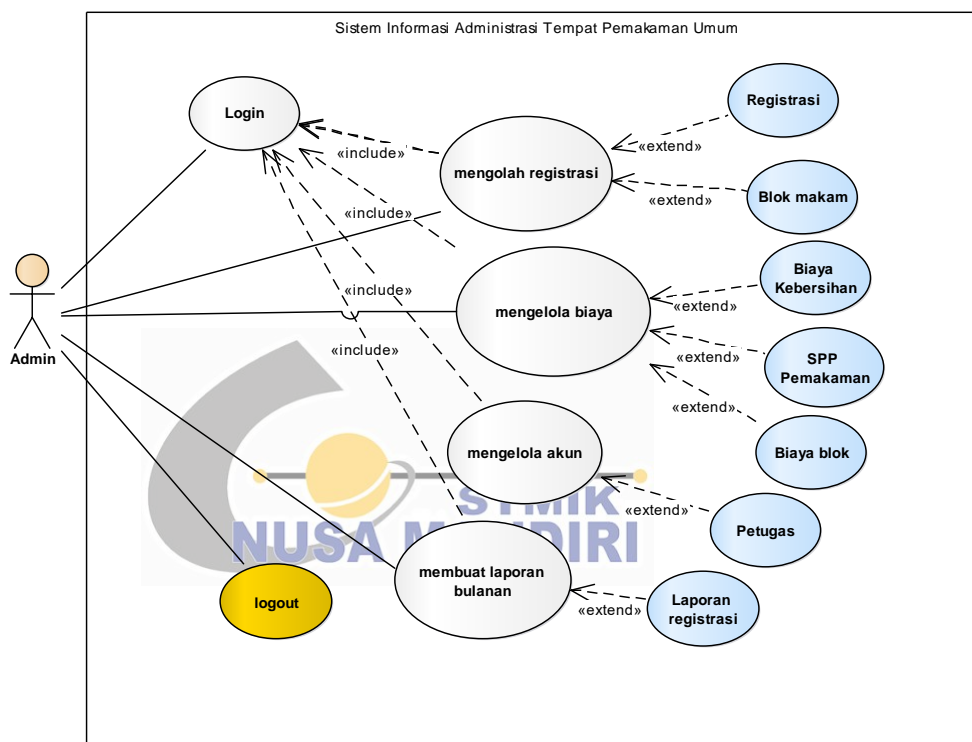 Sistem Informasi Administrasi Tempat Pemakaman Umum
Login
Registrasi
«include»
«extend»
mengolah registrasi
Blok makam
«extend»
«include»
Biaya
Kebersihan
«extend»
mengelola biaya
«include»
Admin
«include»
«extend»
SPP
Pemakaman
«extend»
mengelola akun
Biaya blok
STMIK
«extend»
Petugas
NUSA MANDIRI
membuat laporan
bulanan
logout
«extend»
Laporan
registrasi